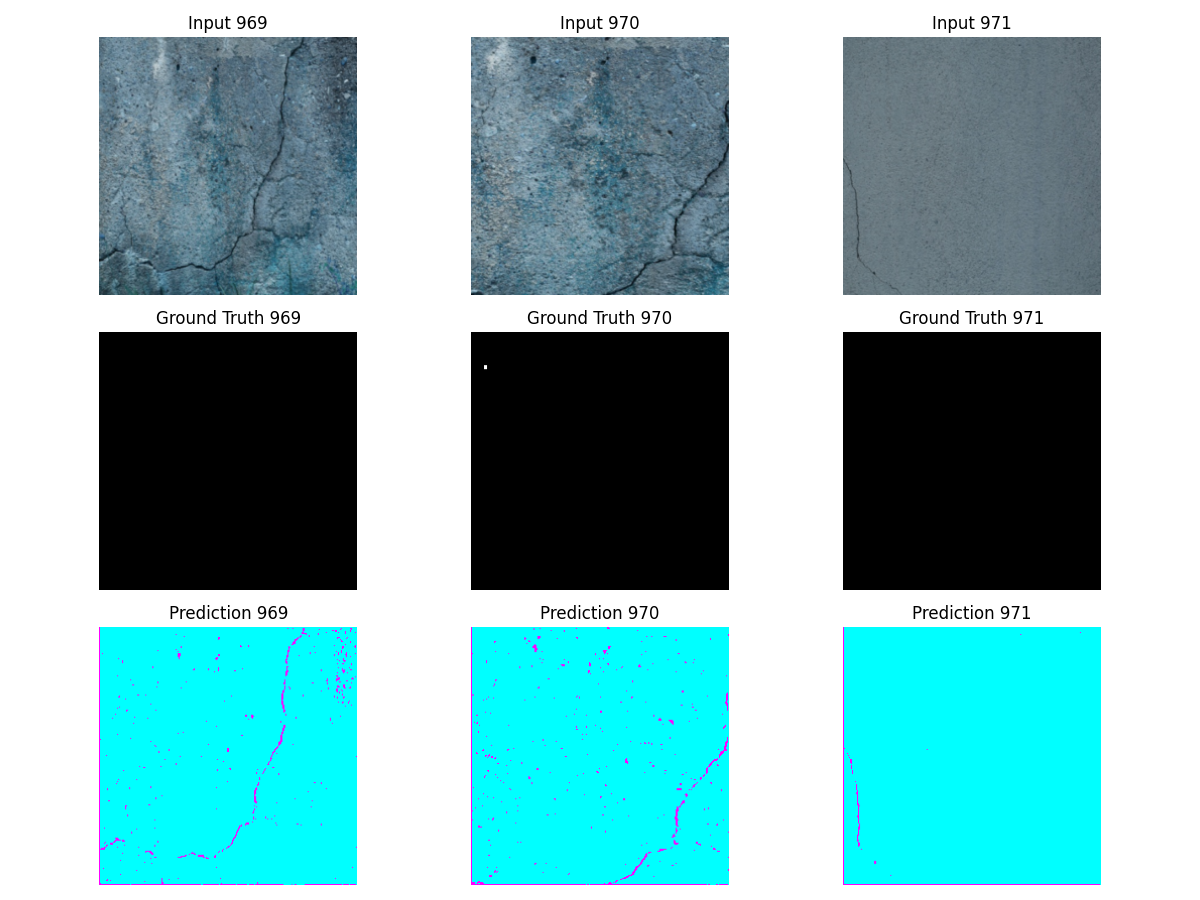 Input 969
Input 970
Input 971
Ground Truth 969
Ground Truth 970
Ground Truth 971
Prediction 969
Prediction 970
Prediction 971